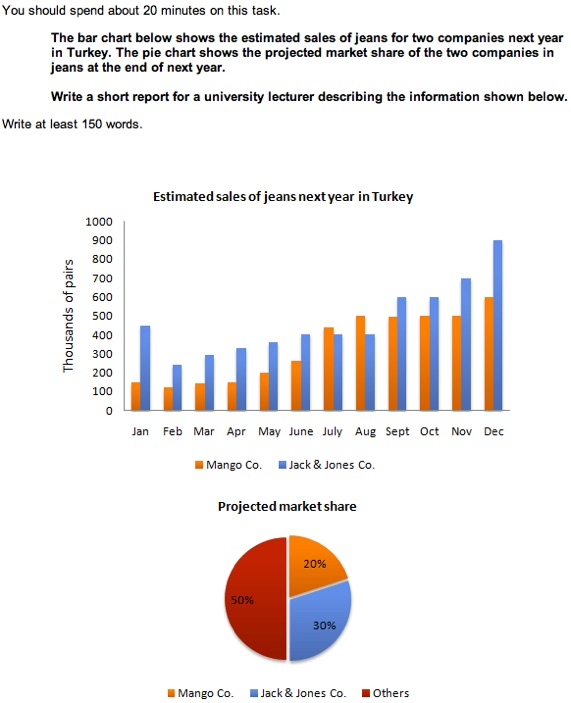 You should spend about 20 minutes on this task.
The bar chart below shows the estimated sales of jeans for two companies next year
in Turkey. The pie chart shows the projected market share of the two companies in
jeans at the end of next year.
Write a short report for a university lecturer describing the information shown below.
Write at least 150 words.
Estimated sales of jeans next year in Turkey
Thousands of pairs
1000
900
800
700
600
500
400
300
200
100
0
Jan Feb Mar Apr May June July Aug Sept Oct Nov Dec
Mango Co. Jack & Jones Co.
Projected market share
20%
50%
30%
Mango Co. Jack & Jones Co. Others